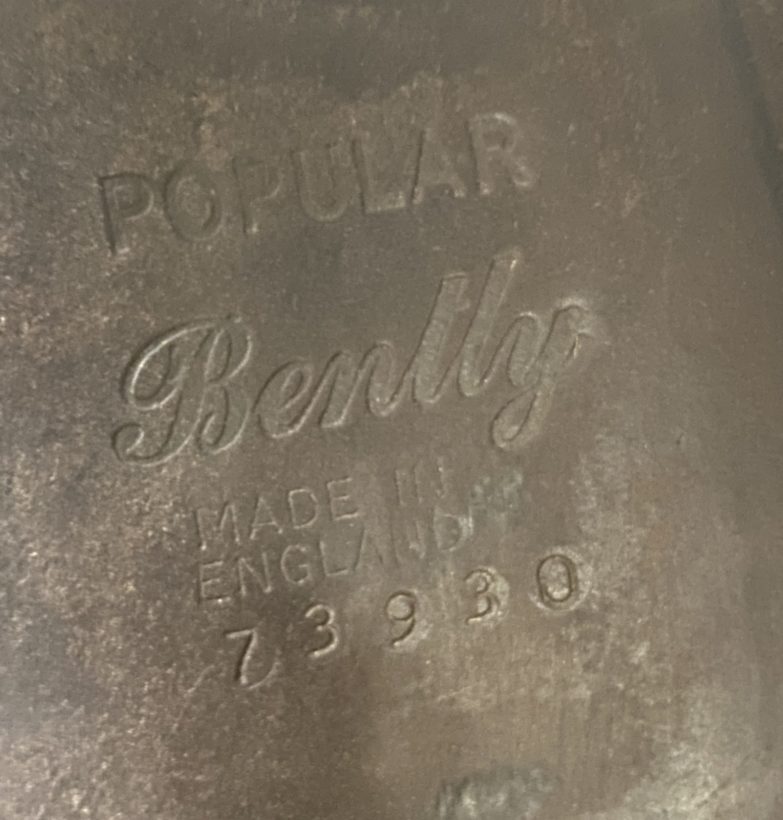 POPULAR
Bently
MADE IN
ENGLAND
73930